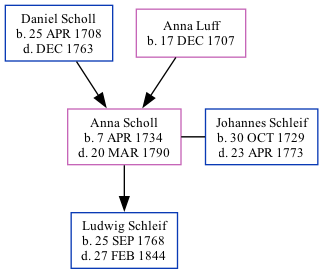 Daniel Scholl
b. 25 APR 1708
d. DEC 1763
Anna Luff
b. 17 DEC 1707
Anna Scholl
b. 7 APR 1734
d. 20 MAR 1790
Johannes Schleif
b. 30 OCT 1729
d. 23 APR 1773
Ludwig Schleif
b. 25 SEP 1768
d. 27 FEB 1844